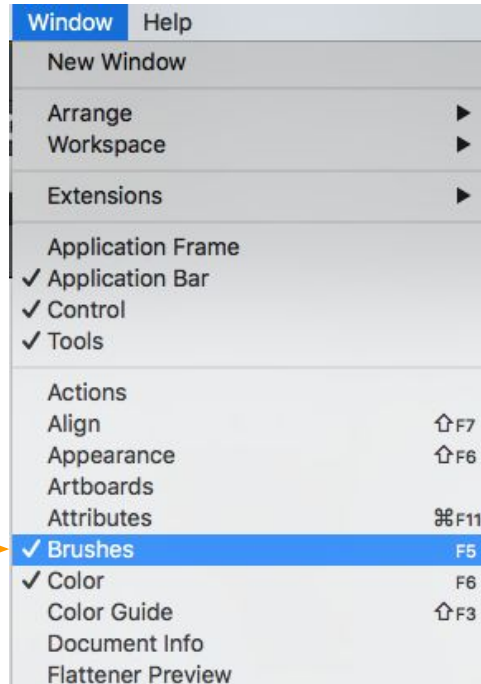 Window Help
New Window
Arrange ▶
Workspace ▶
Extensions ▶
Application Frame
✓ Application Bar
✓ Control
✓ Tools
Actions
Align ⇧F7
Appearance ⇧F6
Artboards
Attributes ⌘F11
✓ Brushes F5
✓ Color F6
Color Guide ⇧F3
Document Info
Flattener Preview